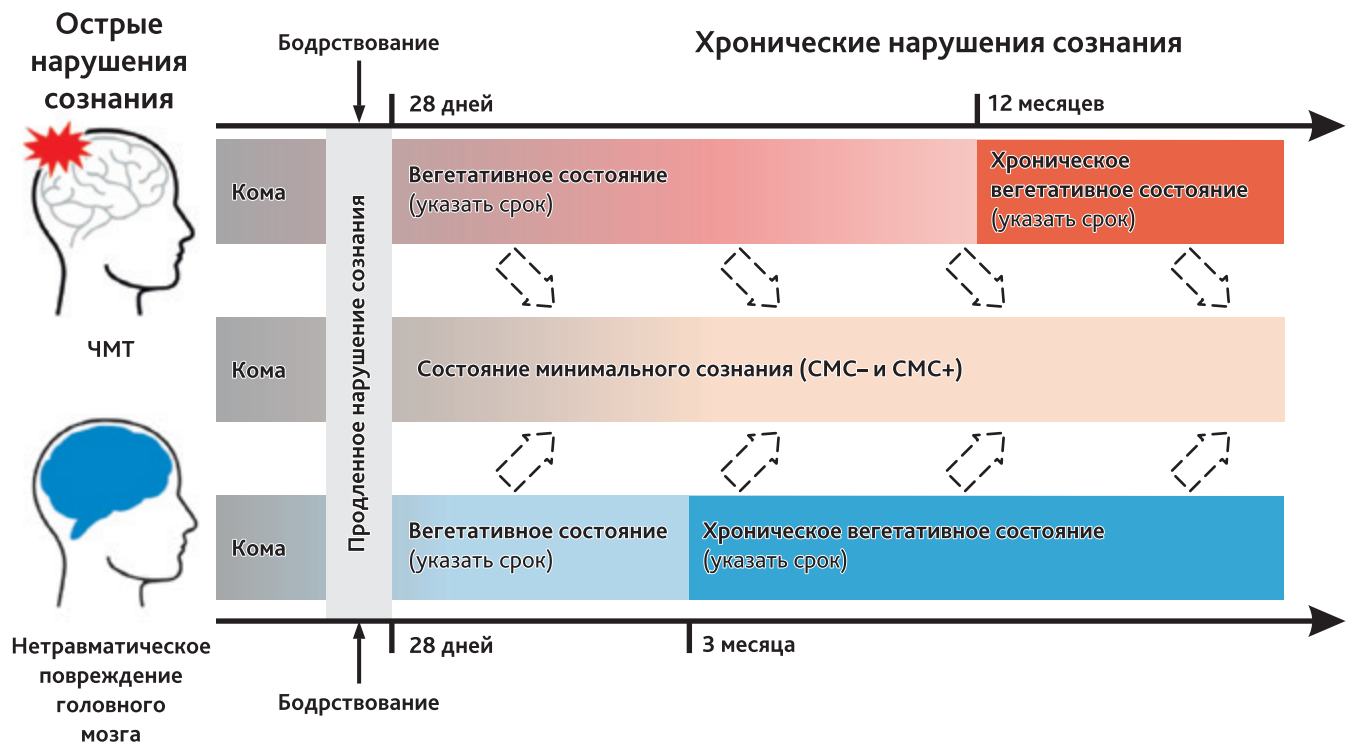 Острые
нарушения
сознания
Бодрствование
Хронические нарушения сознания
28 дней
12 месяцев
Кома
Вегетативное состояние
(указать срок)
Хроническое
вегетативное состояние
(указать срок)
Продленное нарушение сознания
ЧМТ
Кома
Состояние минимального сознания (СМС– и СМС+)
Кома
Вегетативное состояние
(указать срок)
Хроническое вегетативное состояние
(указать срок)
Нетравматическое
повреждение
головного
мозга
28 дней
3 месяца
Бодрствование